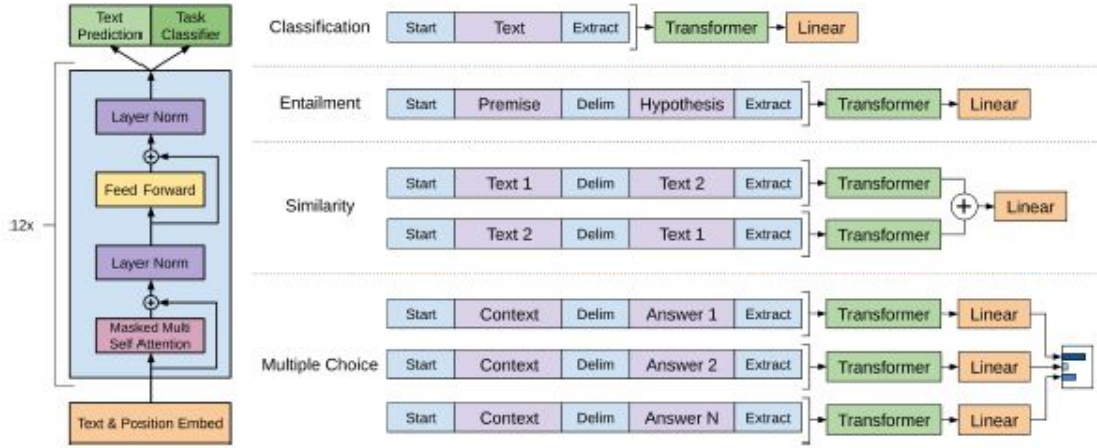 Text
Prediction
Task
Classifier
Layer Norm
Feed Forward
12x
Layer Norm
Masked Multi
Self Attention
Text & Position Embed
Classification
Start Text Extract Transformer Linear
Entailment
Start Premise Delim Hypothesis Extract Transformer Linear
Similarity
Start Text 1 Delim Text 2 Extract Transformer
Start Text 2 Delim Text 1 Extract Transformer
Linear
Multiple Choice
Start Context Delim Answer 1 Extract Transformer Linear
Start Context Delim Answer 2 Extract Transformer Linear
Start Context Delim Answer N Extract Transformer Linear